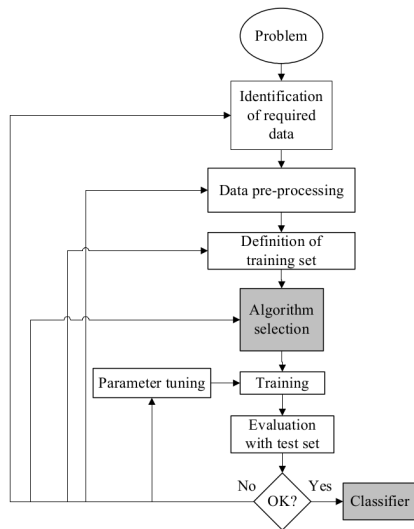 Problem
Identification
of required
data
Data pre-processing
Definition of
training set
Algorithm
selection
Parameter tuning
Training
Evaluation
with test set
No
Yes
OK?
Classifier